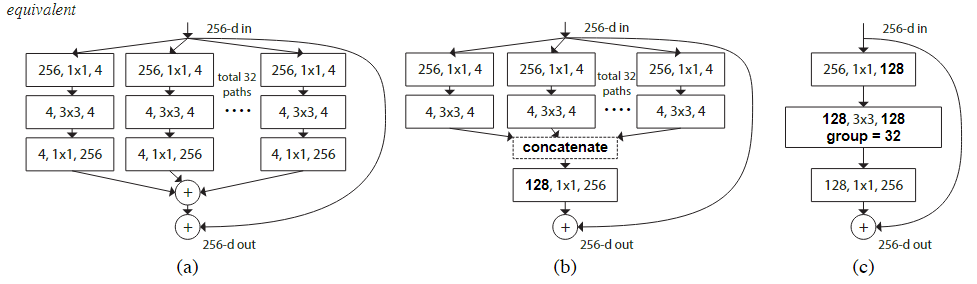 equivalent
256-d in
256, 1x1, 4
256, 1x1, 4
256, 1x1, 4
total 32
paths
....
4, 3x3, 4
4, 3x3, 4
4, 3x3, 4
4, 1x1, 256
4, 1x1, 256
4, 1x1, 256
+
+
256-d out
(a)
256-d in
256, 1x1, 4
256, 1x1, 4
256, 1x1, 4
total 32
paths
....
4, 3x3, 4
4, 3x3, 4
4, 3x3, 4
concatenate
128, 1x1, 256
+
256-d out
(b)
256-d in
256, 1x1, 128
128, 3x3, 128
group = 32
128, 1x1, 256
+
256-d out
(c)